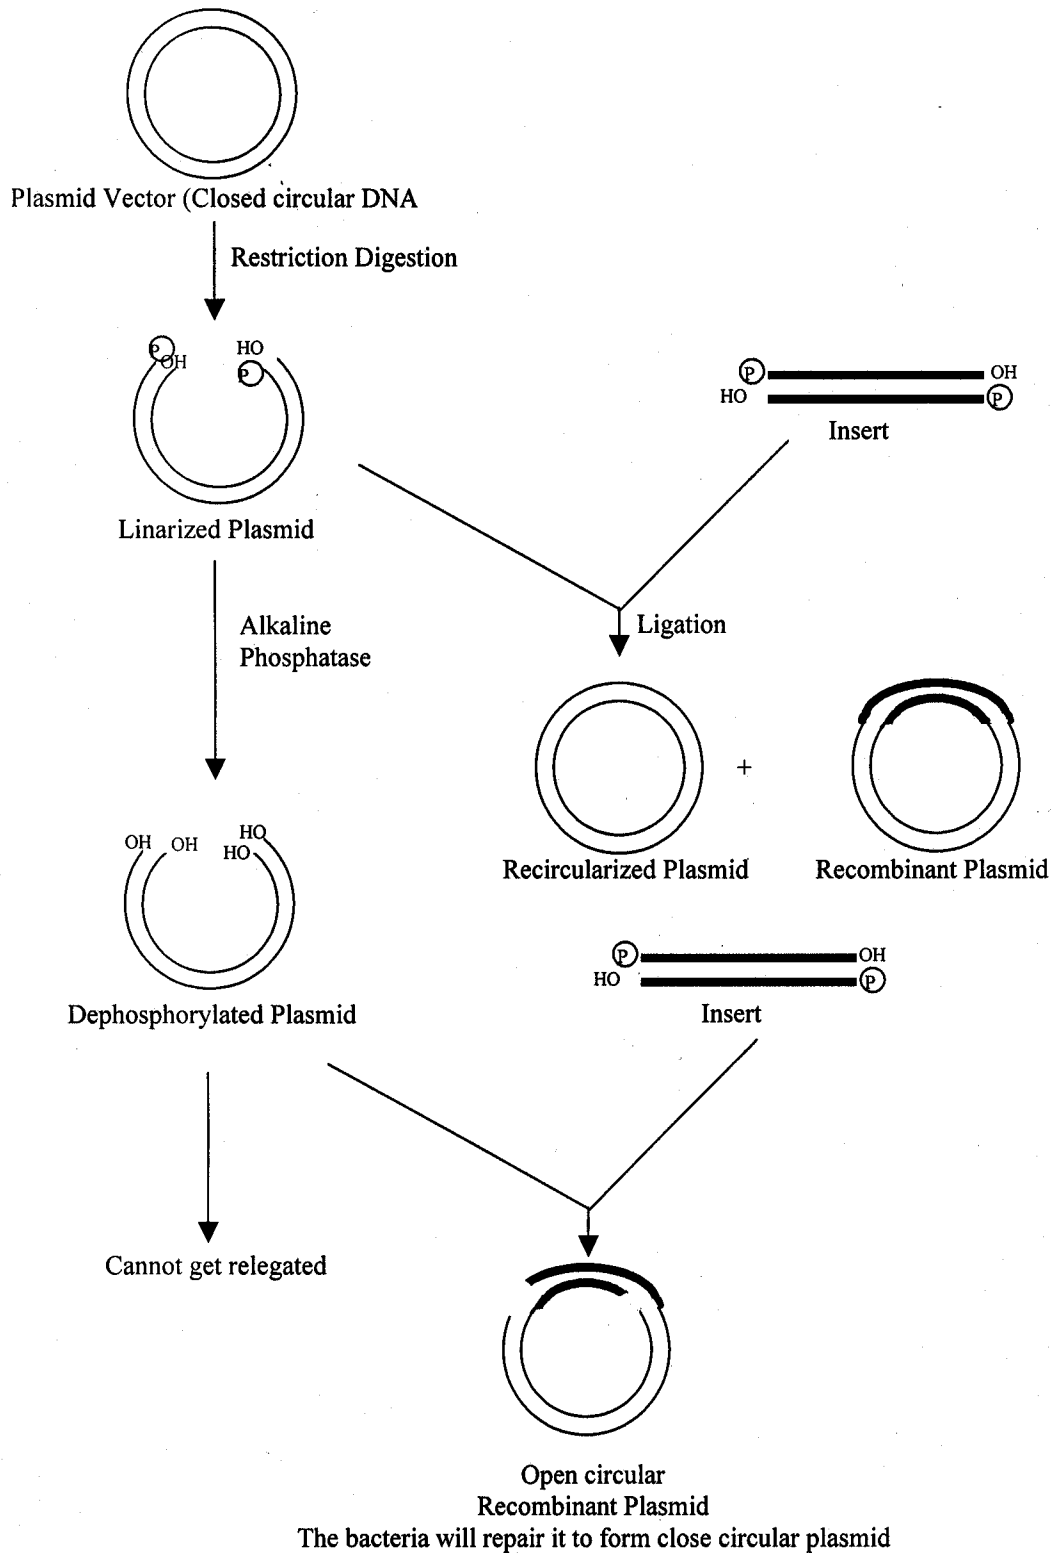 Plasmid Vector (Closed circular DNA
Restriction Digestion
P
OH
HO
P
P
OH
HO
P
Insert
Linarized Plasmid
Alkaline
Phosphatase
Ligation
+
Recircularized Plasmid
Recombinant Plasmid
OH
OH
HO
HO
P
OH
HO
P
Insert
Dephosphorylated Plasmid
Cannot get relegated
Open circular
Recombinant Plasmid
The bacteria will repair it to form close circular plasmid